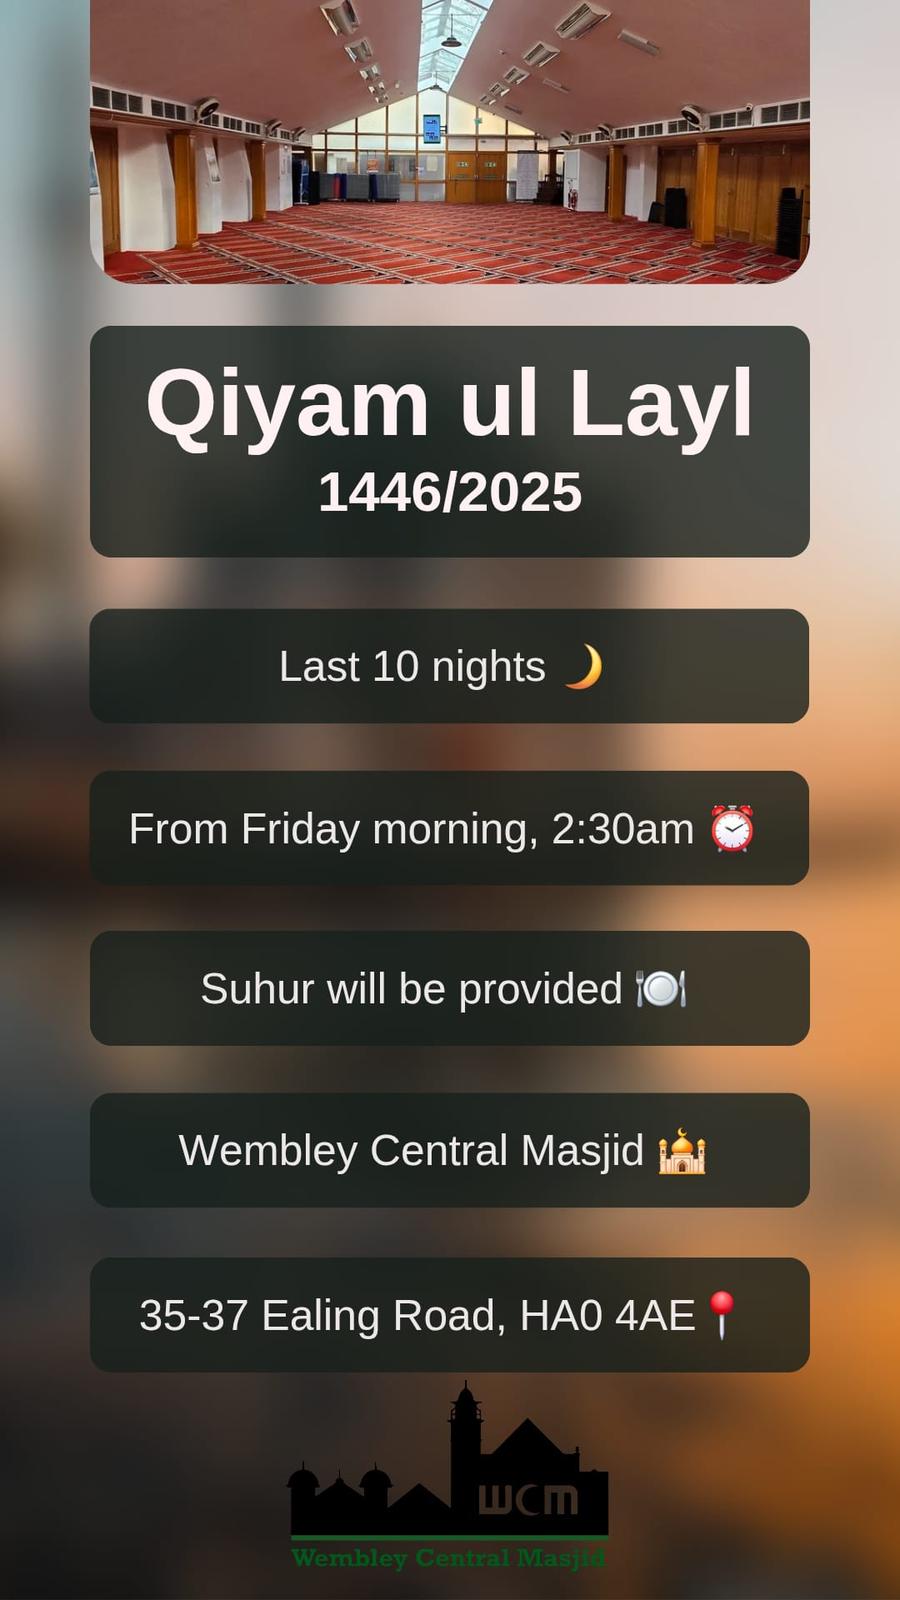 Qiyam ul Layl
1446/2025
Last 10 nights 🌙
From Friday morning, 2:30am ⏰
Suhur will be provided 🍽️
Wembley Central Masjid 🕌
35-37 Ealing Road, HA0 4AE📍
WCM
Wembley Central Masjid